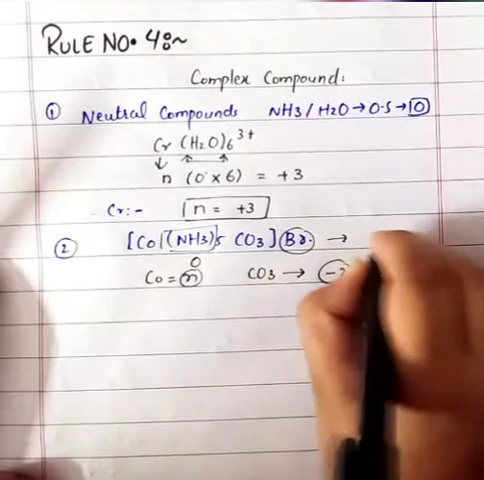 RULE NO. 4:~
Complex Compound:
① Neutral Compounds NH3/H2O→O.S→0
Cr (H2O)6 3+
↓
n (0 × 6) = +3
Cr:- n = +3
② [Co(NH3)5 CO3] Br. →
0
Co = n CO3 → -2